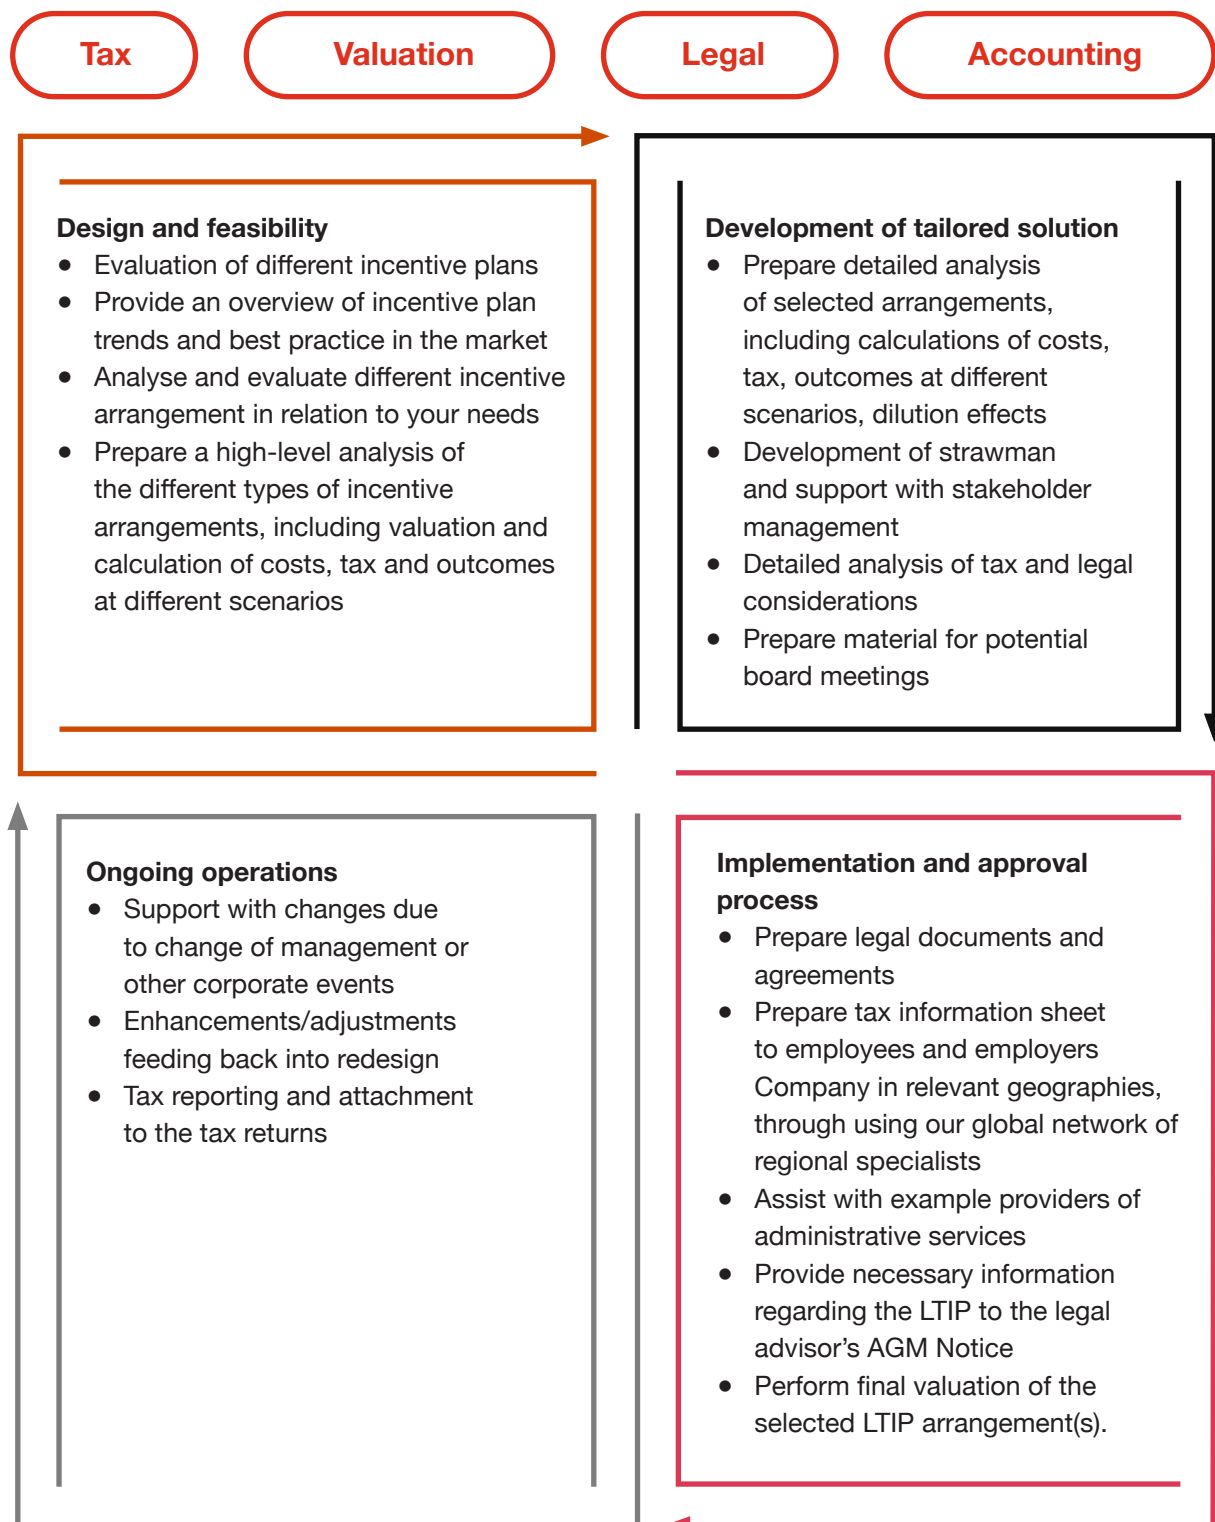 Tax
Valuation
Legal
Accounting
Design and feasibility
● Evaluation of different incentive plans
● Provide an overview of incentive plan
trends and best practice in the market
● Analyse and evaluate different incentive
arrangement in relation to your needs
● Prepare a high-level analysis of
the different types of incentive
arrangements, including valuation and
calculation of costs, tax and outcomes
at different scenarios
Development of tailored solution
● Prepare detailed analysis
of selected arrangements,
including calculations of costs,
tax, outcomes at different
scenarios, dilution effects
● Development of strawman
and support with stakeholder
management
● Detailed analysis of tax and legal
considerations
● Prepare material for potential
board meetings
Ongoing operations
● Support with changes due
to change of management or
other corporate events
● Enhancements/adjustments
feeding back into redesign
● Tax reporting and attachment
to the tax returns
Implementation and approval
process
● Prepare legal documents and
agreements
● Prepare tax information sheet
to employees and employers
Company in relevant geographies,
through using our global network of
regional specialists
● Assist with example providers of
administrative services
● Provide necessary information
regarding the LTIP to the legal
advisor’s AGM Notice
● Perform final valuation of the
selected LTIP arrangement(s).